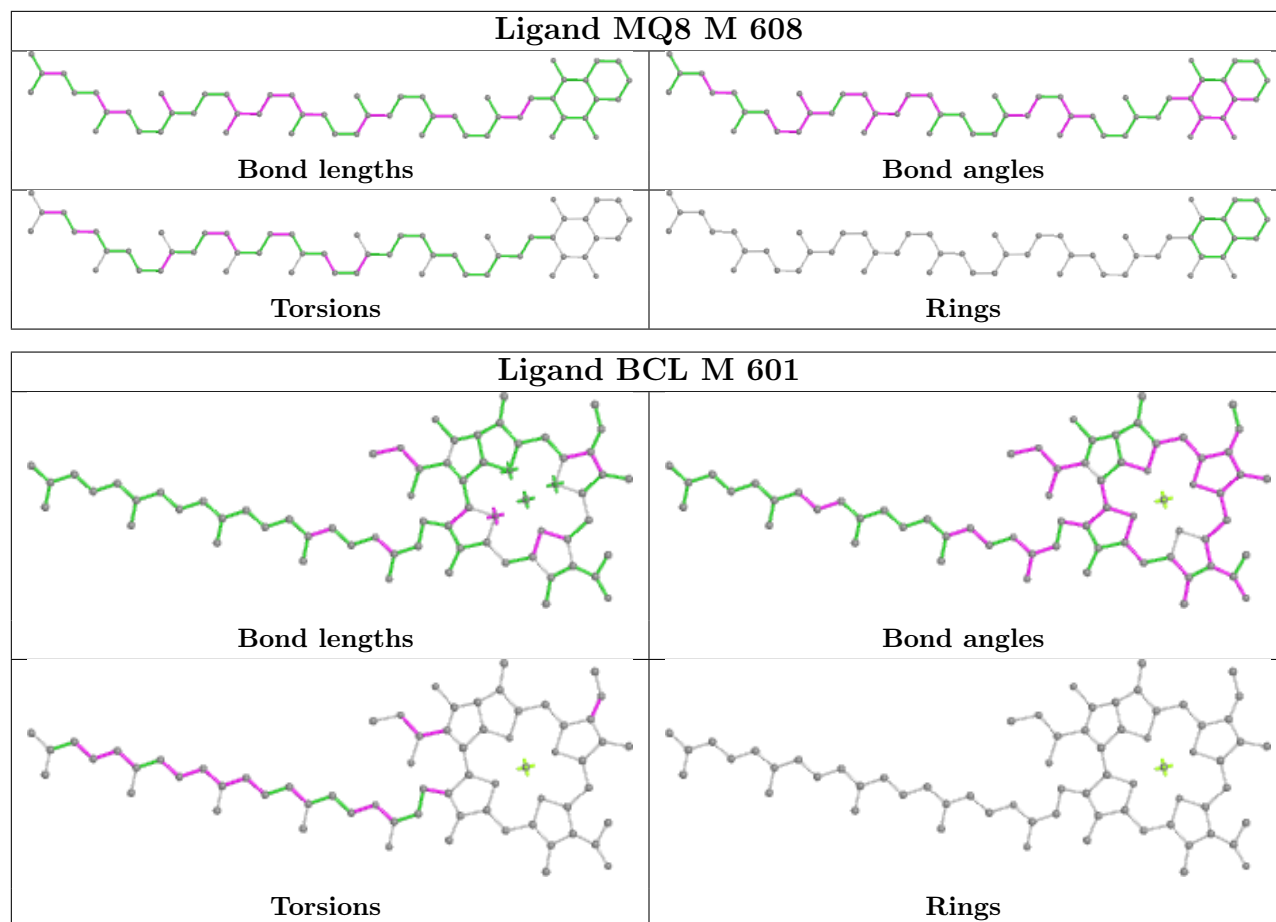 Ligand MQ8 M 608
Bond lengths
Bond angles
Torsions
Rings
Ligand BCL M 601
Bond lengths
Bond angles
Torsions
Rings